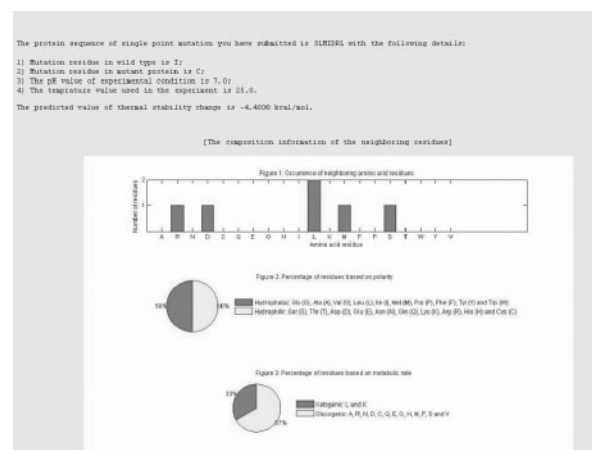 The protein sequence of single point mutation you have submitted is SLMIDRL with the following details:
1) Mutation residue in wild type is I;
2) Mutation residue in mutant protein is C;
3) The pH value of experimental condition is 7.0;
4) The temprature value used in the experiment is 25.0.
The predicted value of thermal stability change is -4.4000 kcal/mol.
[The composition information of the neighboring residues]
Figure 1: Occurrence of neighboring amino acid residues
Number of residues
2
1
A R N D C Q E G H I L K M F P S T W Y V
Amino acid residue
Figure 2: Percentage of residues based on polarity
50%
50%
Hydrophobic: Gly (G), Ala (A), Val (V), Leu (L), Ile (I), Met (M), Pro (P), Phe (F), Tyr (Y) and Trp (W)
Hydrophilic: Ser (S), Thr (T), Asp (D), Glu (E), Asn (N), Gln (Q), Lys (K), Arg (R), His (H) and Cys (C)
Figure 3: Percentage of residues based on metabolic role
33%
67%
Ketogenic: L and K
Glucogenic: A, R, N, D, C, Q, E, G, H, M, P, S and V